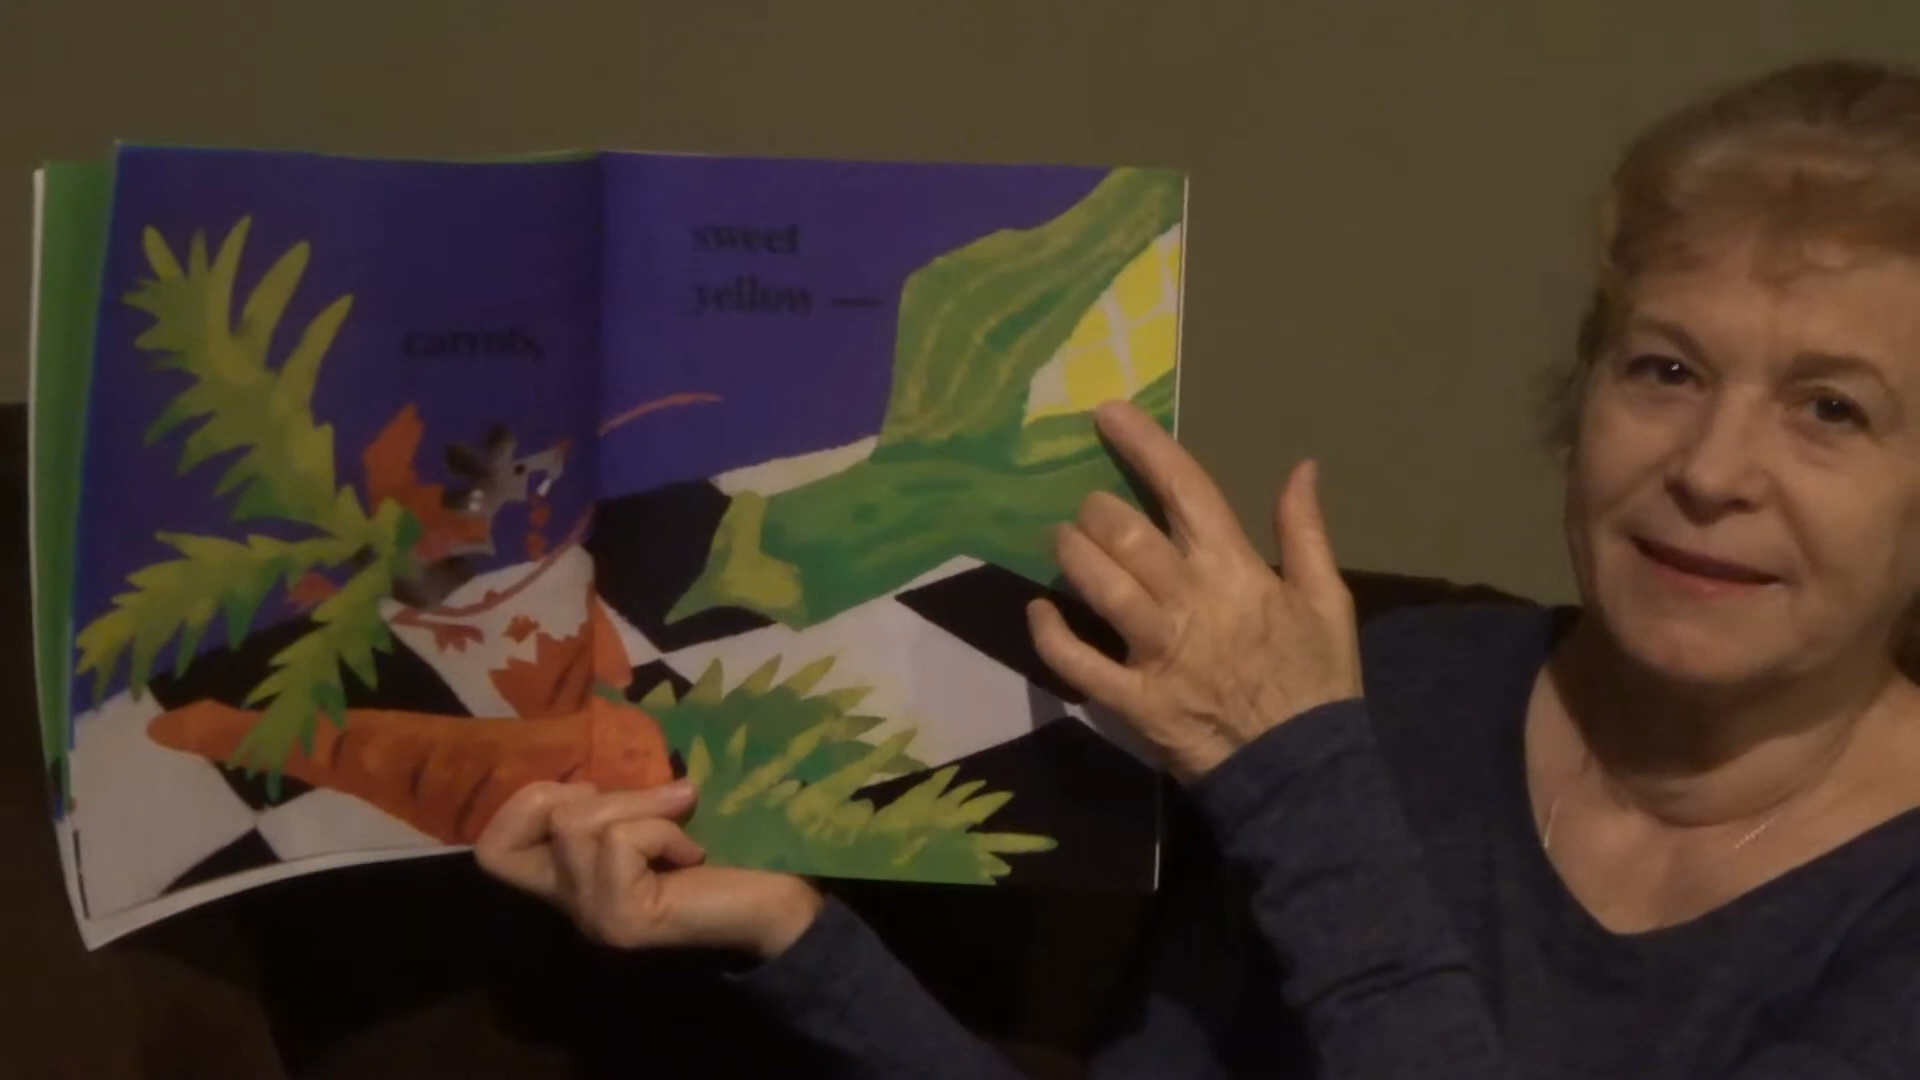 carrots,
sweet
yellow —